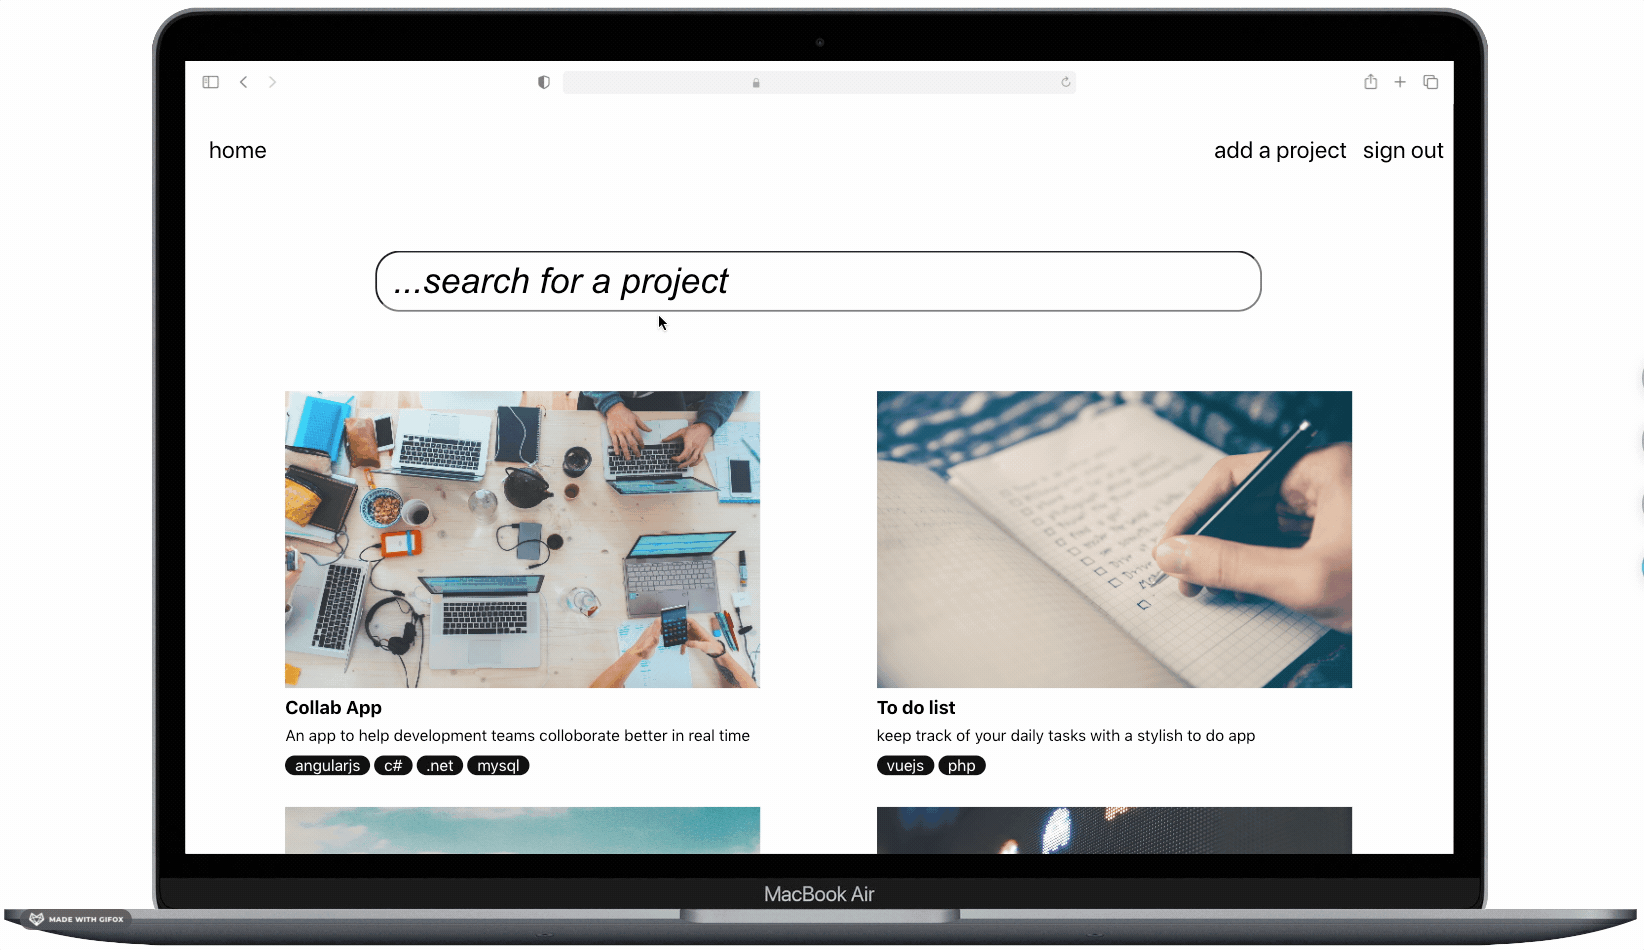 home
add a project sign out
...search for a project
Collab App
An app to help development teams colloborate better in real time
angularjs c# .net mysql
To do list
keep track of your daily tasks with a stylish to do app
vuejs php
MacBook Air
MADE WITH GIFOX